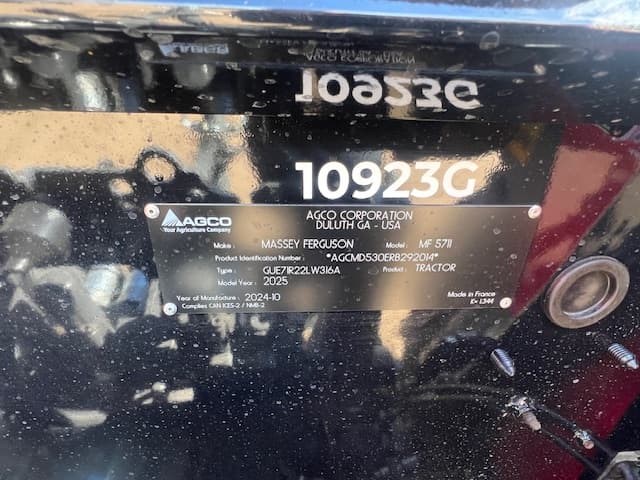 10923G
AGCO
Your Agriculture Company
AGCO CORPORATION
DULUTH GA - USA
Make : MASSEY FERGUSON Model : MF 5711
Product Identification Number : *AGCMD530ERB292014*
Type : GUE71R22LW316A Product : TRACTOR
Model Year : 2025
Year of Manufacture : 2024-10 Made in France
Complies CAN ICES-2 / NMB-2 E- 1344